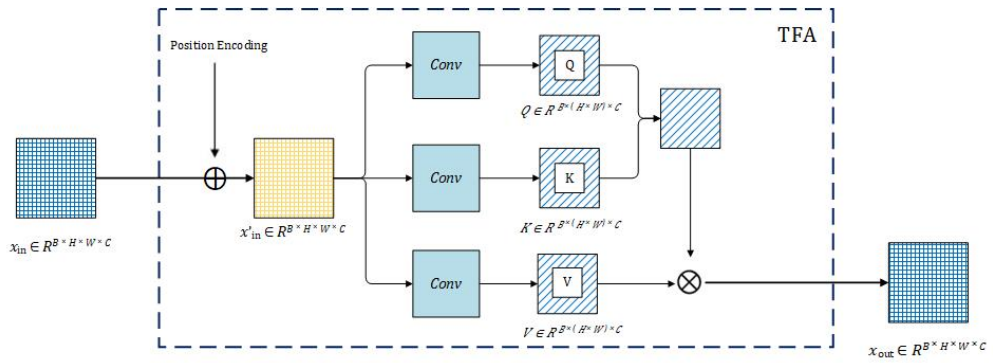 TFA
Position Encoding
Conv
Q
Q ∈ R^{B×(H×W)×C}
x_in ∈ R^{B×H×W×C}
x'_in ∈ R^{B×H×W×C}
Conv
K
K ∈ R^{B×(H×W)×C}
Conv
V
V ∈ R^{B×(H×W)×C}
x_out ∈ R^{B×H×W×C}